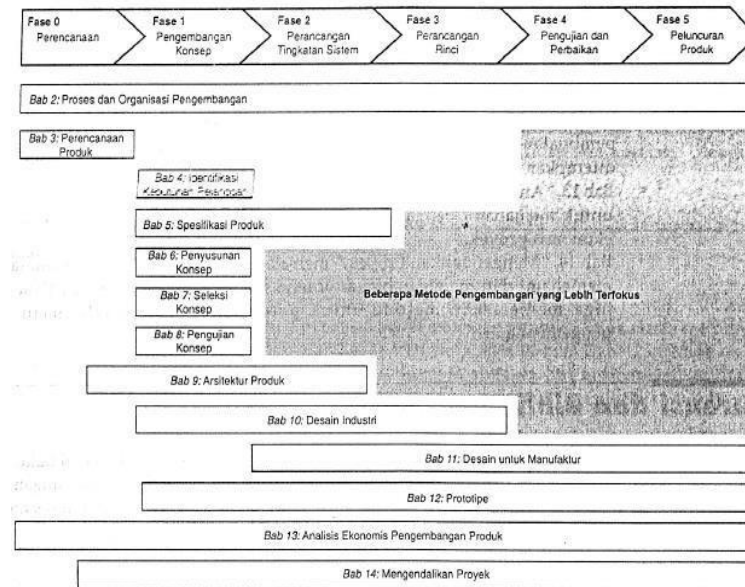 Fase 0
Perencanaan
Fase 1
Pengembangan
Konsep
Fase 2
Perancangan
Tingkatan Sistem
Fase 3
Perancangan
Rinci
Fase 4
Pengujian dan
Perbaikan
Fase 5
Peluncuran
Produk
Bab 2: Proses dan Organisasi Pengembangan
Bab 3: Perencanaan
Produk
Bab 4: Identifikasi
Kebutuhan Pelanggan
Bab 5: Spesifikasi Produk
Bab 6: Penyusunan
Konsep
Beberapa Metode Pengembangan yang Lebih Terfokus
Bab 7: Seleksi
Konsep
Bab 8: Pengujian
Konsep
Bab 9: Arsitektur Produk
Bab 10: Desain Industri
Bab 11: Desain untuk Manufaktur
Bab 12: Prototipe
Bab 13: Analisis Ekonomis Pengembangan Produk
Bab 14: Mengendalikan Proyek